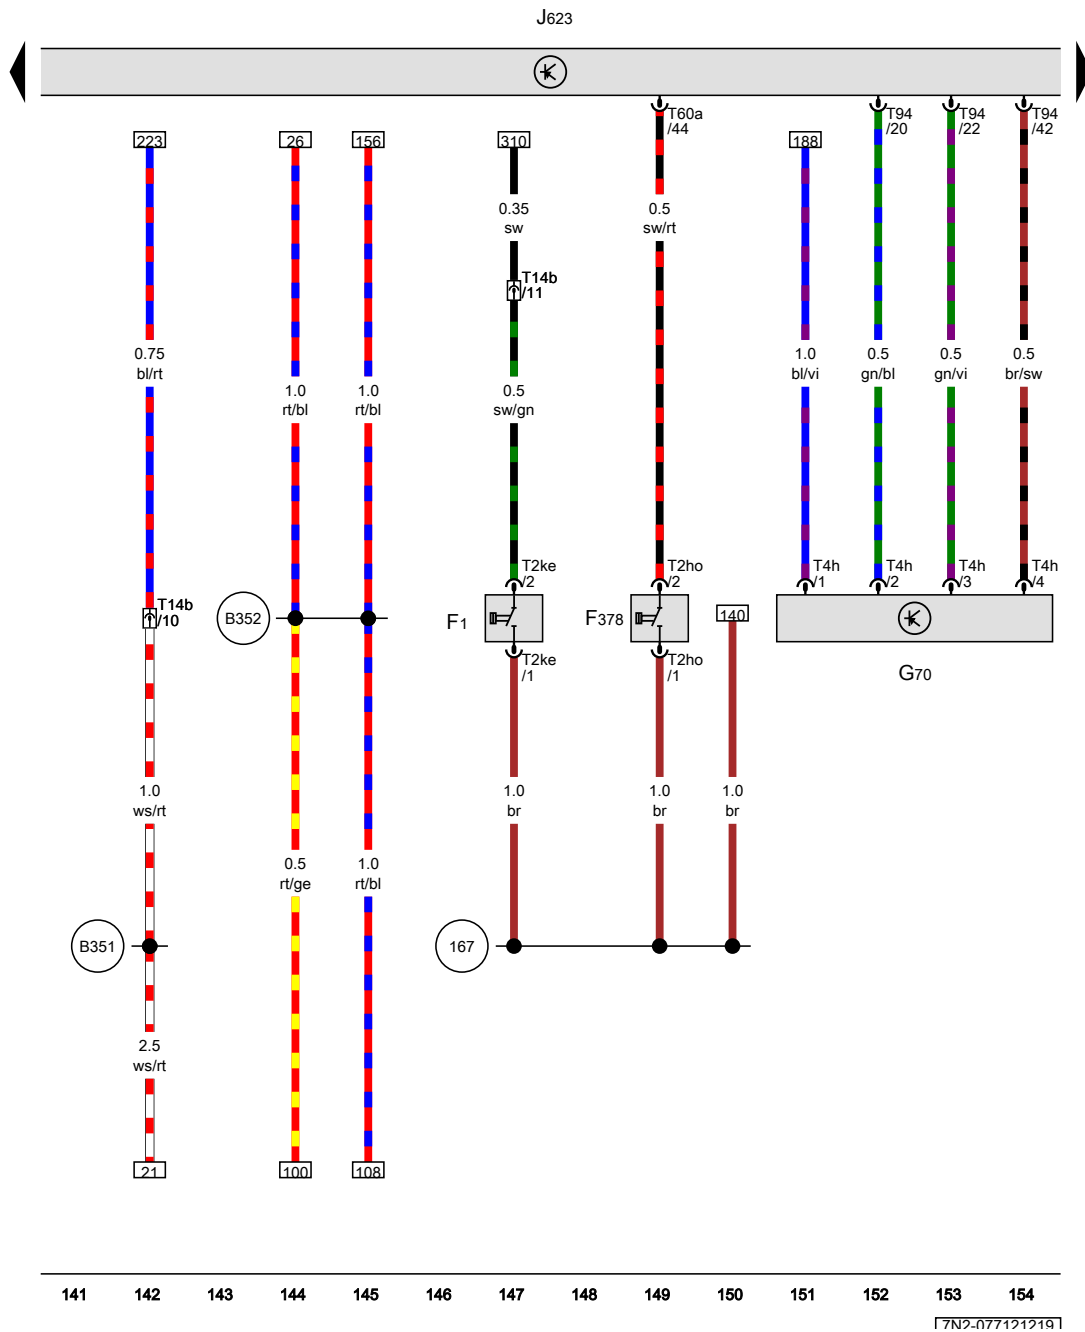 J623
T60a
/44
T94
/20
T94
/22
T94
/42
223
26
156
310
188
0.35
sw
0.5
sw/rt
T14b
/11
0.75
bl/rt
1.0
rt/bl
1.0
rt/bl
0.5
sw/gn
1.0
bl/vi
0.5
gn/bl
0.5
gn/vi
0.5
br/sw
T2ke
/2
T2ho
/2
T4h
/1
T4h
/2
T4h
/3
T4h
/4
T14b
/10
B352
F1
F378
140
T2ke
/1
T2ho
/1
G70
1.0
ws/rt
1.0
br
1.0
br
1.0
br
0.5
rt/ge
1.0
rt/bl
B351
167
2.5
ws/rt
21
100
108
141 142 143 144 145 146 147 148 149 150 151 152 153 154
7N2-077121219